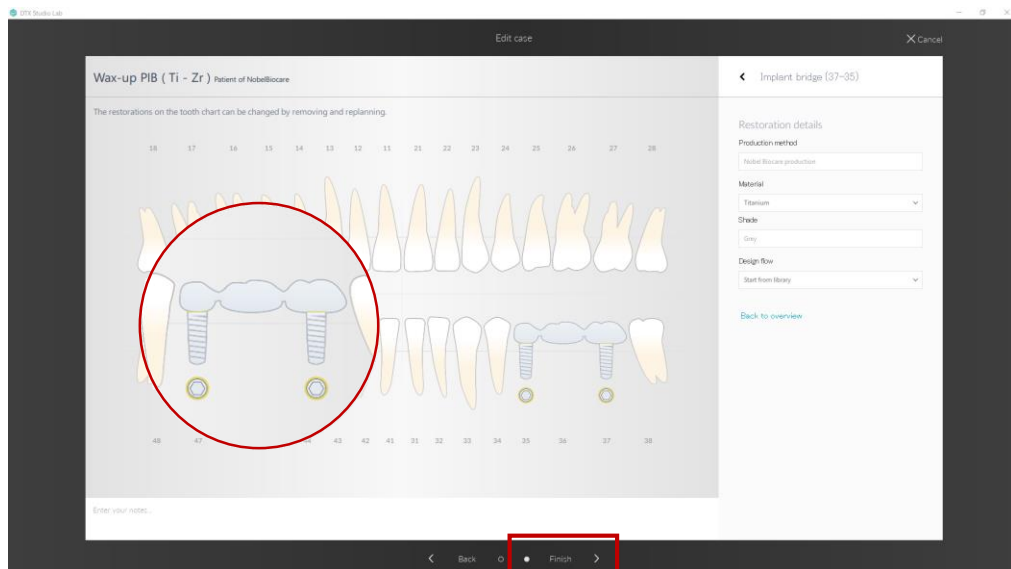 DTX Studio Lab
Edit case
Cancel
Wax-up PIB ( Ti - Zr ) Patient of NobelBiocare
Implant bridge (37-35)
The restorations on the tooth chart can be changed by removing and replanning.
18 17 16 15 14 13 12 11 21 22 23 24 25 26 27 28
Restoration details
Production method
Nobel Biocare production
Material
Titanium
Shade
Grey
Design flow
Start from library
Back to overview
48 47 44 43 42 41 31 32 33 34 35 36 37 38
Enter your notes...
Back
Finish